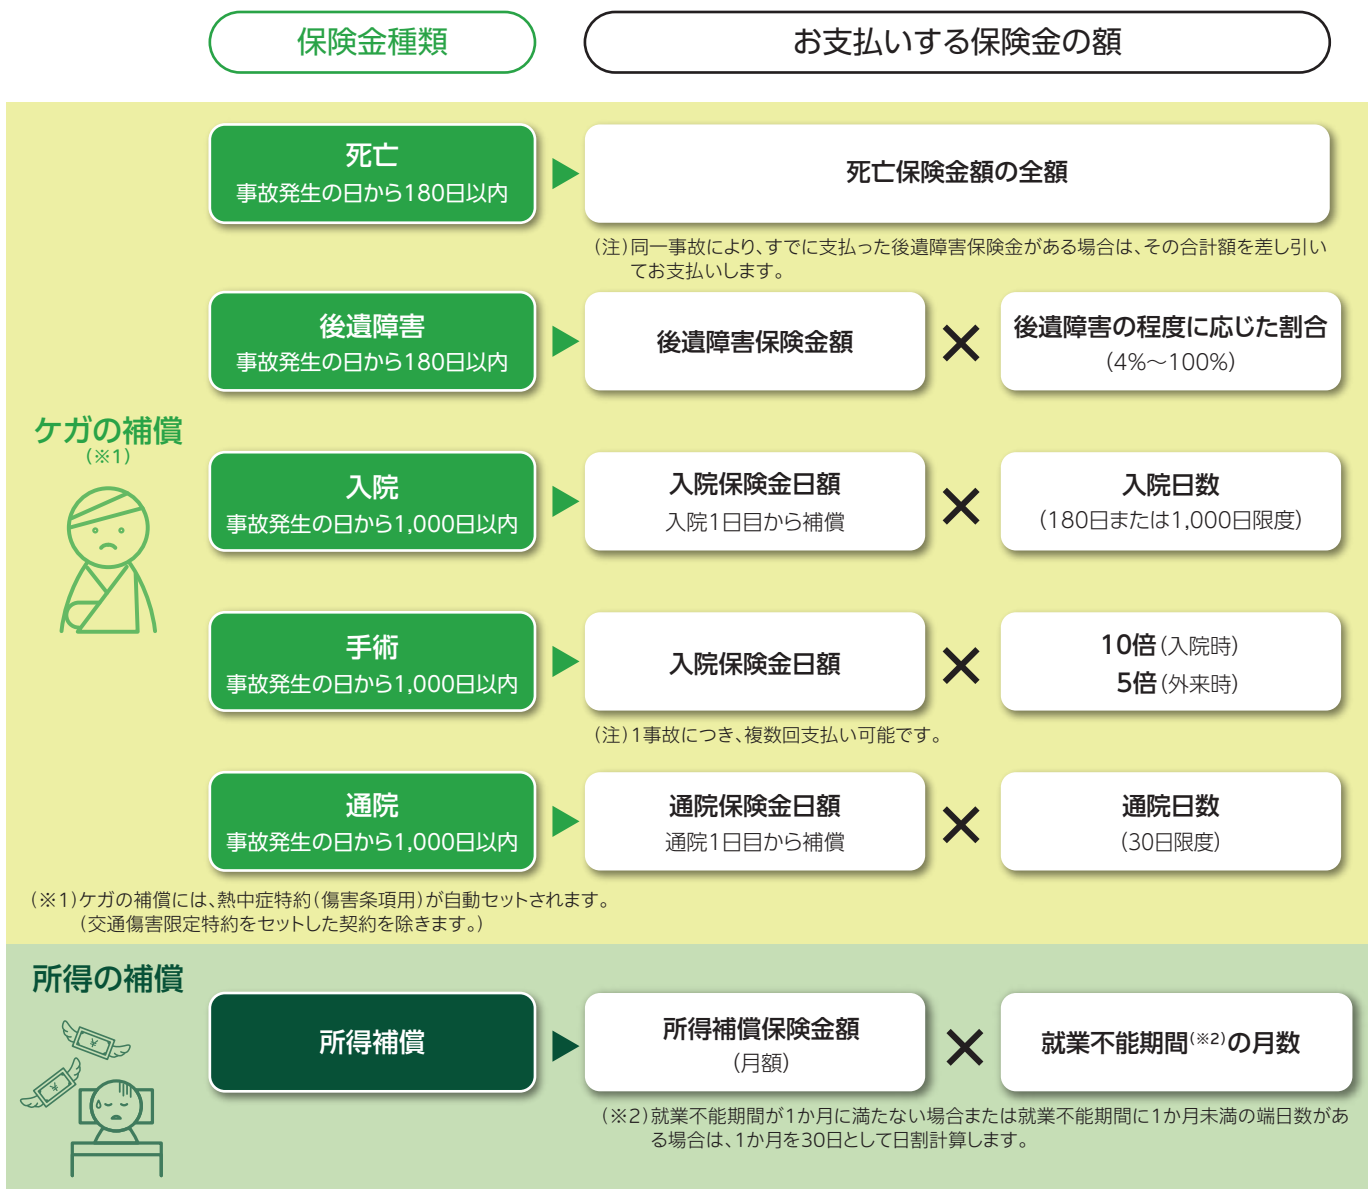 保険金種類
お支払いする保険金の額
死亡
事故発生の日から180日以内
死亡保険金額の全額
(注)同一事故により、すでに支払った後遺障害保険金がある場合は、その合計額を差し引い
てお支払いします。
後遺障害
事故発生の日から180日以内
後遺障害保険金額
×
後遺障害の程度に応じた割合
(4%～100%)
ケガの補償
(※1)
入院
事故発生の日から1,000日以内
入院保険金日額
入院1日目から補償
×
入院日数
(180日または1,000日限度)
手術
事故発生の日から1,000日以内
入院保険金日額
×
10倍(入院時)
5倍(外来時)
(注)1事故につき、複数回支払い可能です。
通院
事故発生の日から1,000日以内
通院保険金日額
通院1日目から補償
×
通院日数
(30日限度)
(※1)ケガの補償には、熱中症特約(傷害条項用)が自動セットされます。
(交通傷害限定特約をセットした契約を除きます。)
所得の補償
¥
¥
所得補償
所得補償保険金額
(月額)
×
就業不能期間(※2)の月数
(※2)就業不能期間が1か月に満たない場合または就業不能期間に1か月未満の端日数があ
る場合は、1か月を30日として日割計算します。